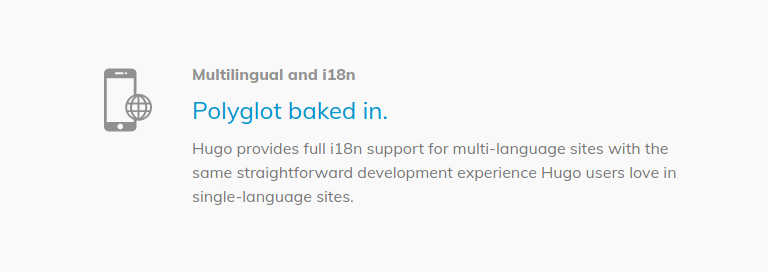 Multilingual and i18n
Polyglot baked in.
Hugo provides full i18n support for multi-language sites with the
same straightforward development experience Hugo users love in
single-language sites.